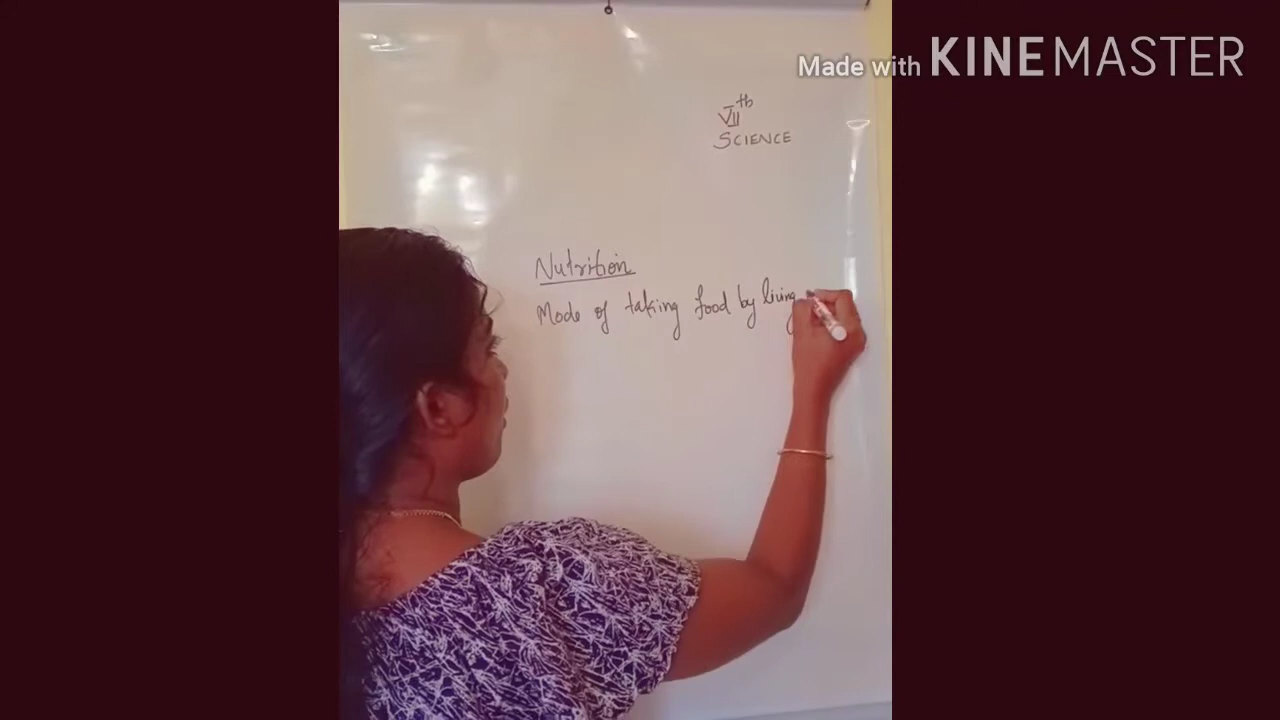 Made with KINEMASTER
VIIth
SCIENCE
Nutrition
Mode of taking food by living